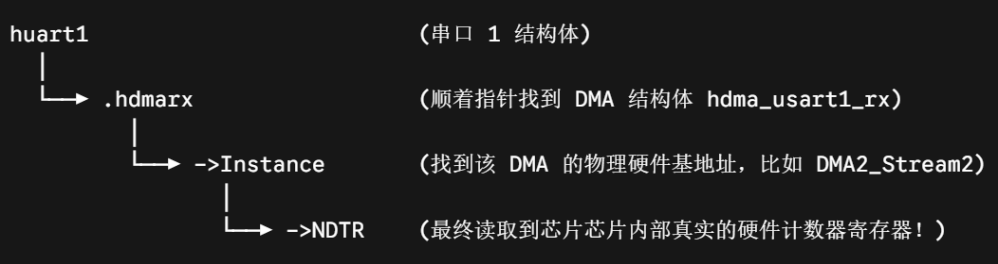 huart1 (串口 1 结构体)
.hdmarx (顺着指针找到 DMA 结构体 hdma_usart1_rx)
->Instance (找到该 DMA 的物理硬件基地址，比如 DMA2_Stream2)
->NDTR (最终读取到芯片芯片内部真实的硬件计数器寄存器！)